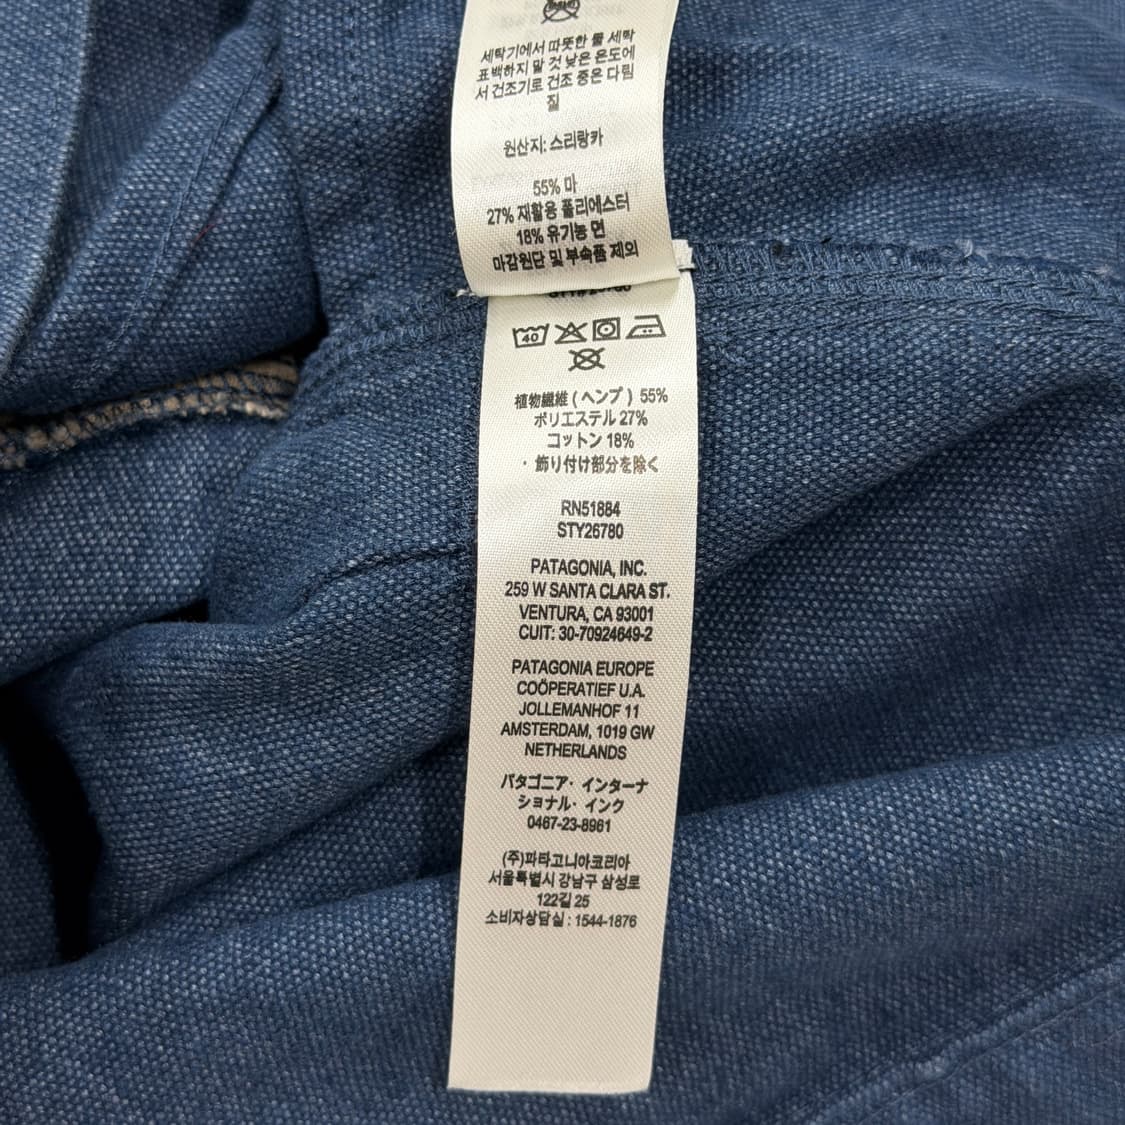 세탁기에서 따뜻한 물 세탁
표백하지 말 것 낮은 온도에
서 건조기로 건조 중온 다림
질
원산지: 스리랑카
55% 마
27% 재활용 폴리에스터
18% 유기농 면
마감원단 및 부속품 제외
40
植物繊維 ( ヘンプ ) 55%
ポリエステル 27%
コットン 18%
・ 飾り付け部分を除く
RN51884
STY26780
PATAGONIA, INC.
259 W SANTA CLARA ST.
VENTURA, CA 93001
CUIT: 30-70924649-2
PATAGONIA EUROPE
COÖPERATIEF U.A.
JOLLEMANHOF 11
AMSTERDAM, 1019 GW
NETHERLANDS
パタゴニア・インターナ
ショナル・インク
0467-23-8961
(주)파타고니아코리아
서울특별시 강남구 삼성로
122길 25
소비자상담실 : 1544-1876